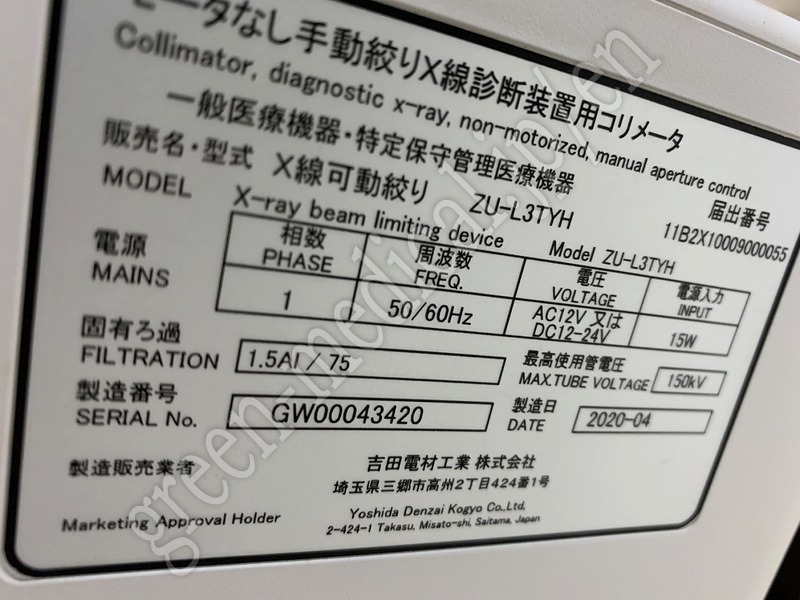 モータなし手動絞りX線診断装置用コリメータ
Collimator, diagnostic x-ray, non-motorized, manual aperture control
一般医療機器・特定保守管理医療機器
届出番号
11B2X10009000055
販売名・型式 X線可動絞り ZU-L3TYH
MODEL X-ray beam limiting device Model ZU-L3TYH
電源 相数 周波数 電圧 電源入力
MAINS PHASE FREQ. VOLTAGE INPUT
1 50/60Hz AC12V 又は DC12-24V 15W
固有ろ過 最高使用管電圧
FILTRATION 1.5Al / 75 MAX.TUBE VOLTAGE 150kV
製造番号 製造日
SERIAL No. GW00043420 DATE 2020-04
製造販売業者 吉田電材工業 株式会社
埼玉県三郷市高州2丁目424番1号
Marketing Approval Holder Yoshida Denzai Kogyo Co.,Ltd.
2-424-1 Takasu, Misato-shi, Saitama, Japan
green-medical.jp/en